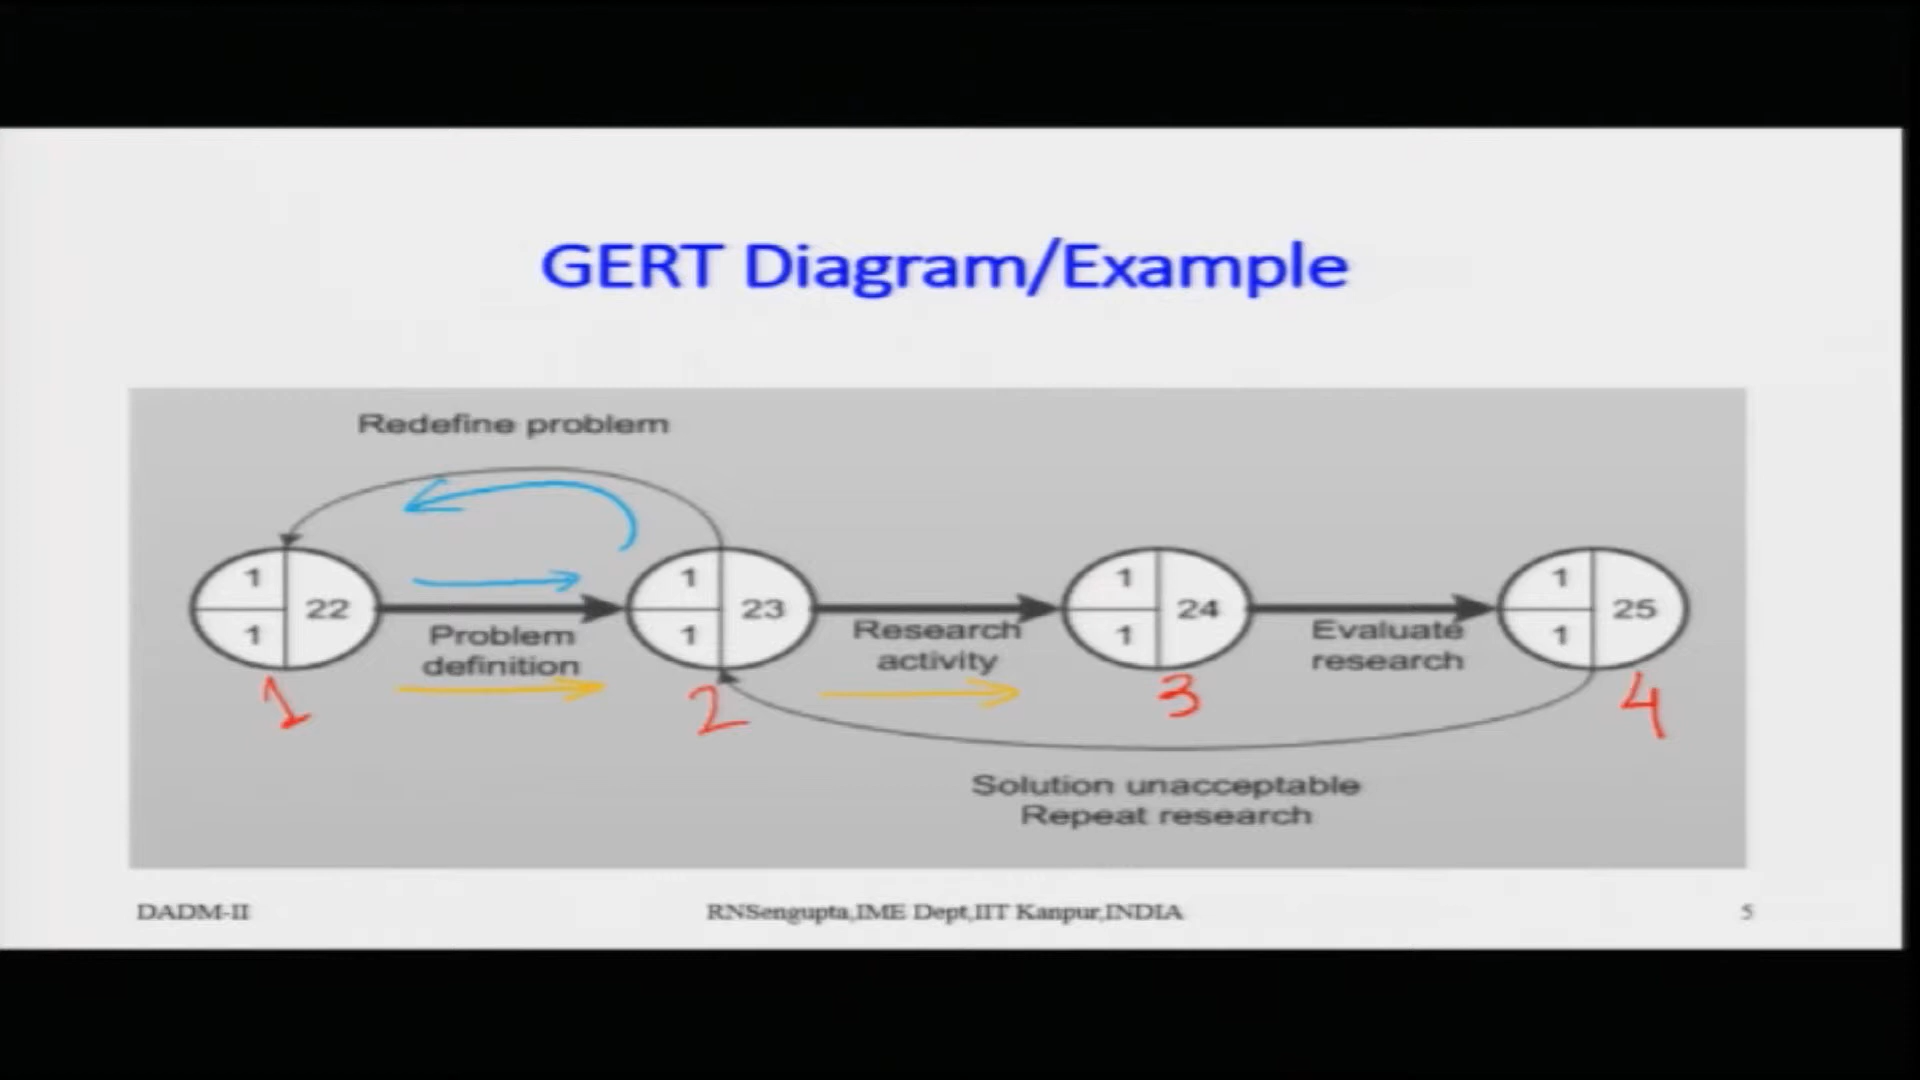 GERT Diagram/Example
Redefine problem
1
1
22
1
1
23
1
1
24
1
1
25
Problem
definition
Research
activity
Evaluate
research
1
2
3
4
Solution unacceptable
Repeat research
DADM-II
RNSengupta,IME Dept,IIT Kanpur,INDIA
5